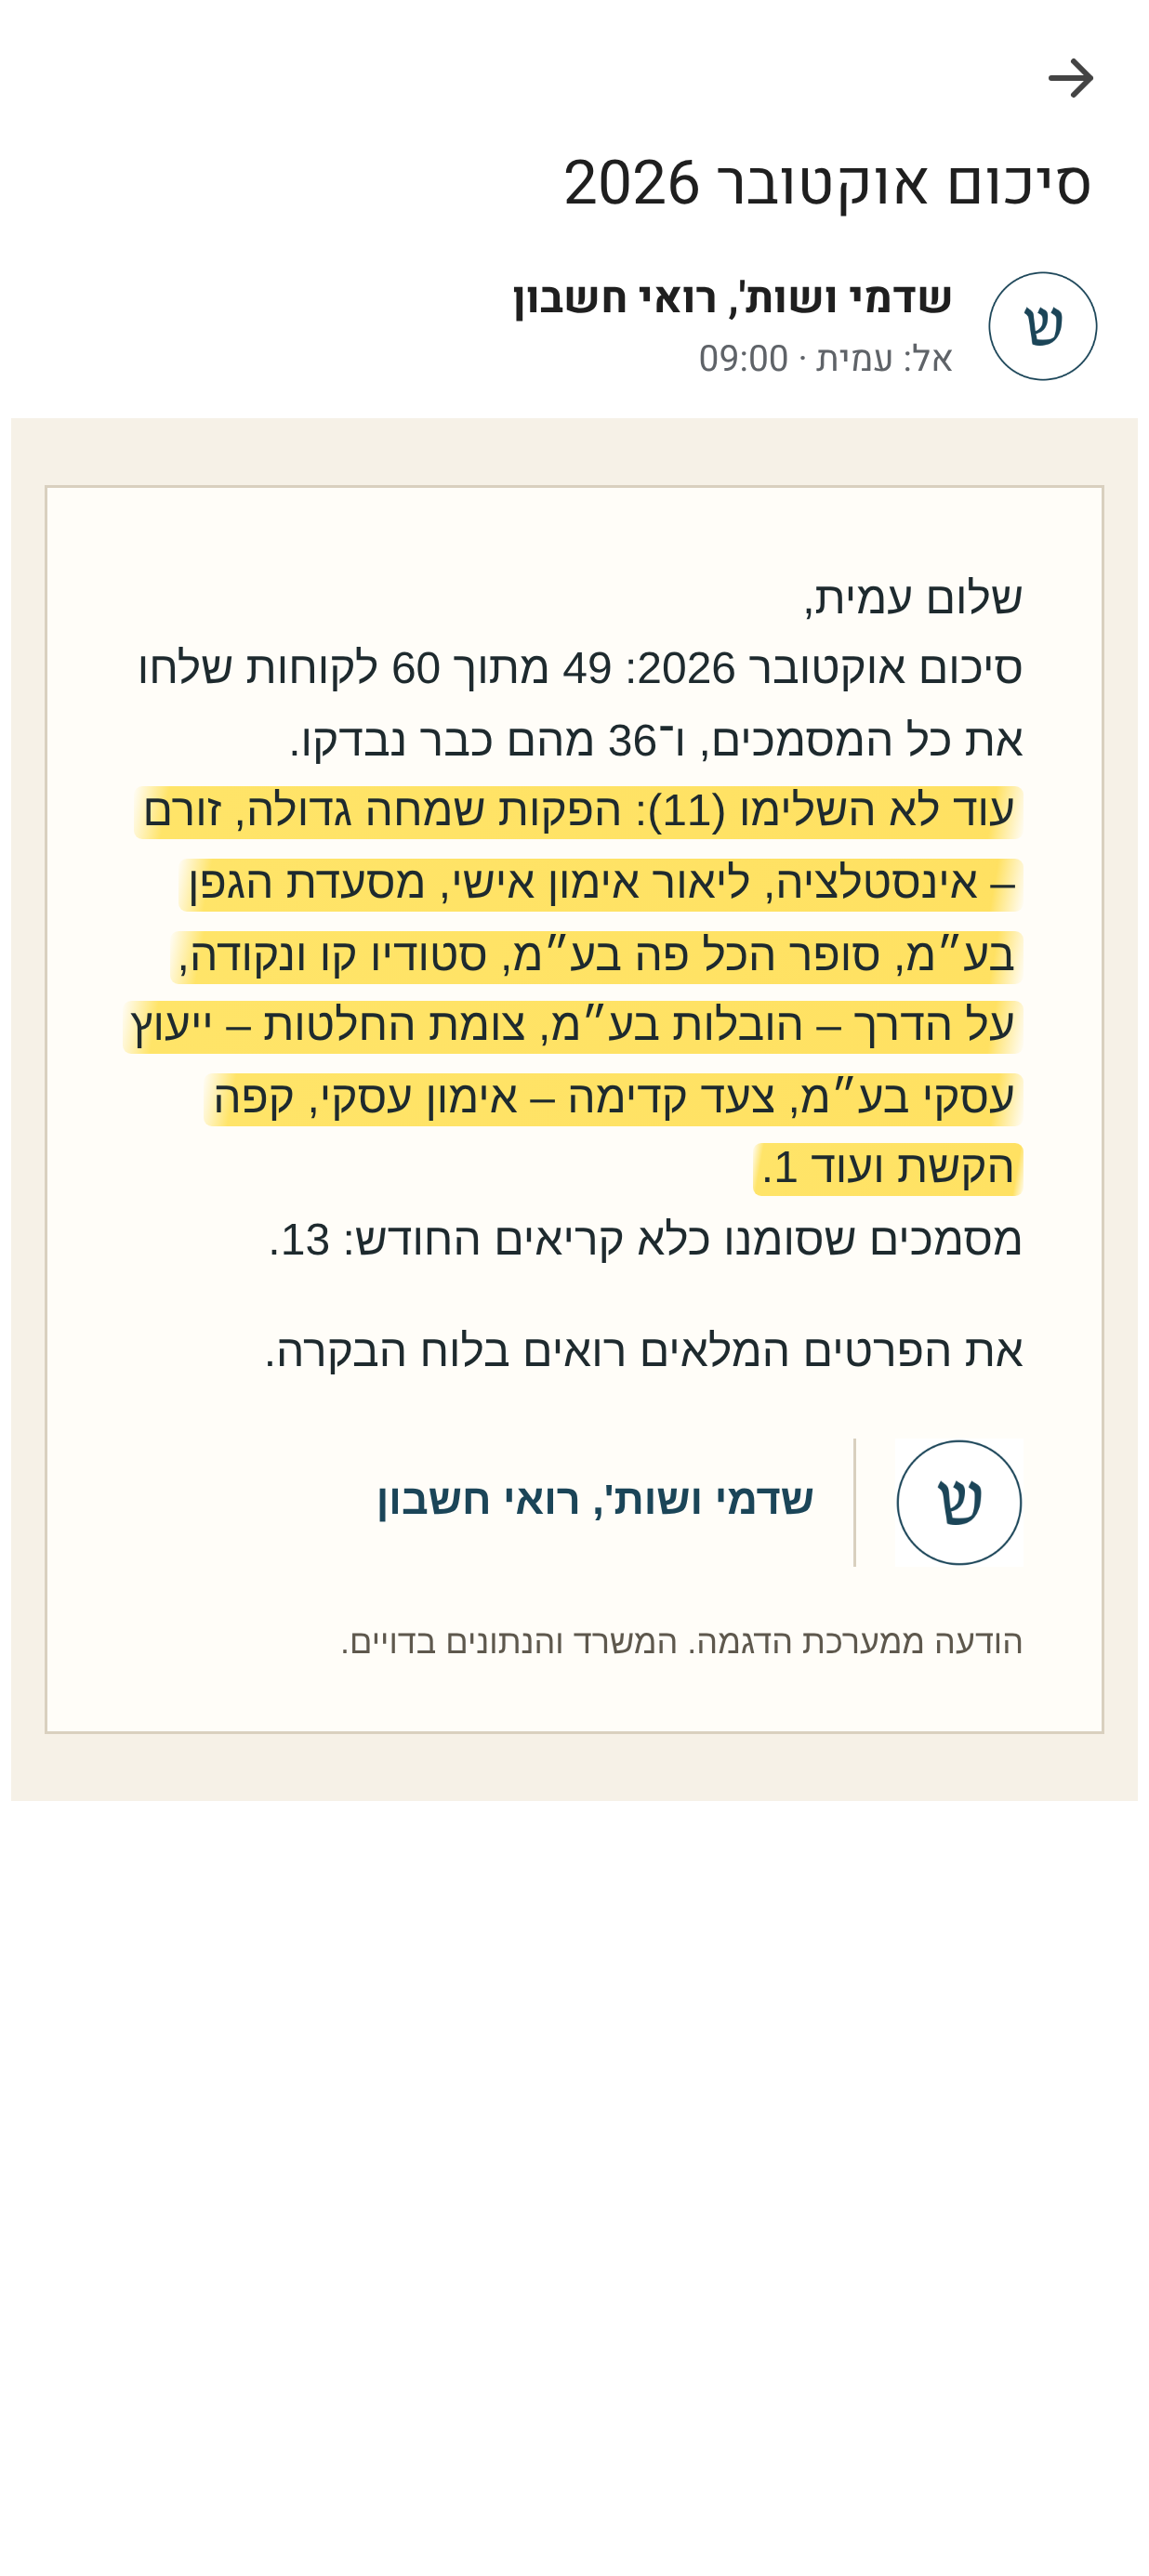 סיכום אוקטובר 2026
שדמי ושות', רואי חשבון
אל: עמית · 09:00
ש
שלום עמית,
סיכום אוקטובר 2026: 49 מתוך 60 לקוחות שלחו
את כל המסמכים, ו־36 מהם כבר נבדקו.
עוד לא השלימו (11): הפקות שמחה גדולה, זורם
– אינסטלציה, ליאור אימון אישי, מסעדת הגפן
בע״מ, סופר הכל פה בע״מ, סטודיו קו ונקודה,
על הדרך – הובלות בע״מ, צומת החלטות – ייעוץ
עסקי בע״מ, צעד קדימה – אימון עסקי, קפה
הקשת ועוד 1.
מסמכים שסומנו כלא קריאים החודש: 13.
את הפרטים המלאים רואים בלוח הבקרה.
ש
שדמי ושות', רואי חשבון
הודעה ממערכת הדגמה. המשרד והנתונים בדויים.